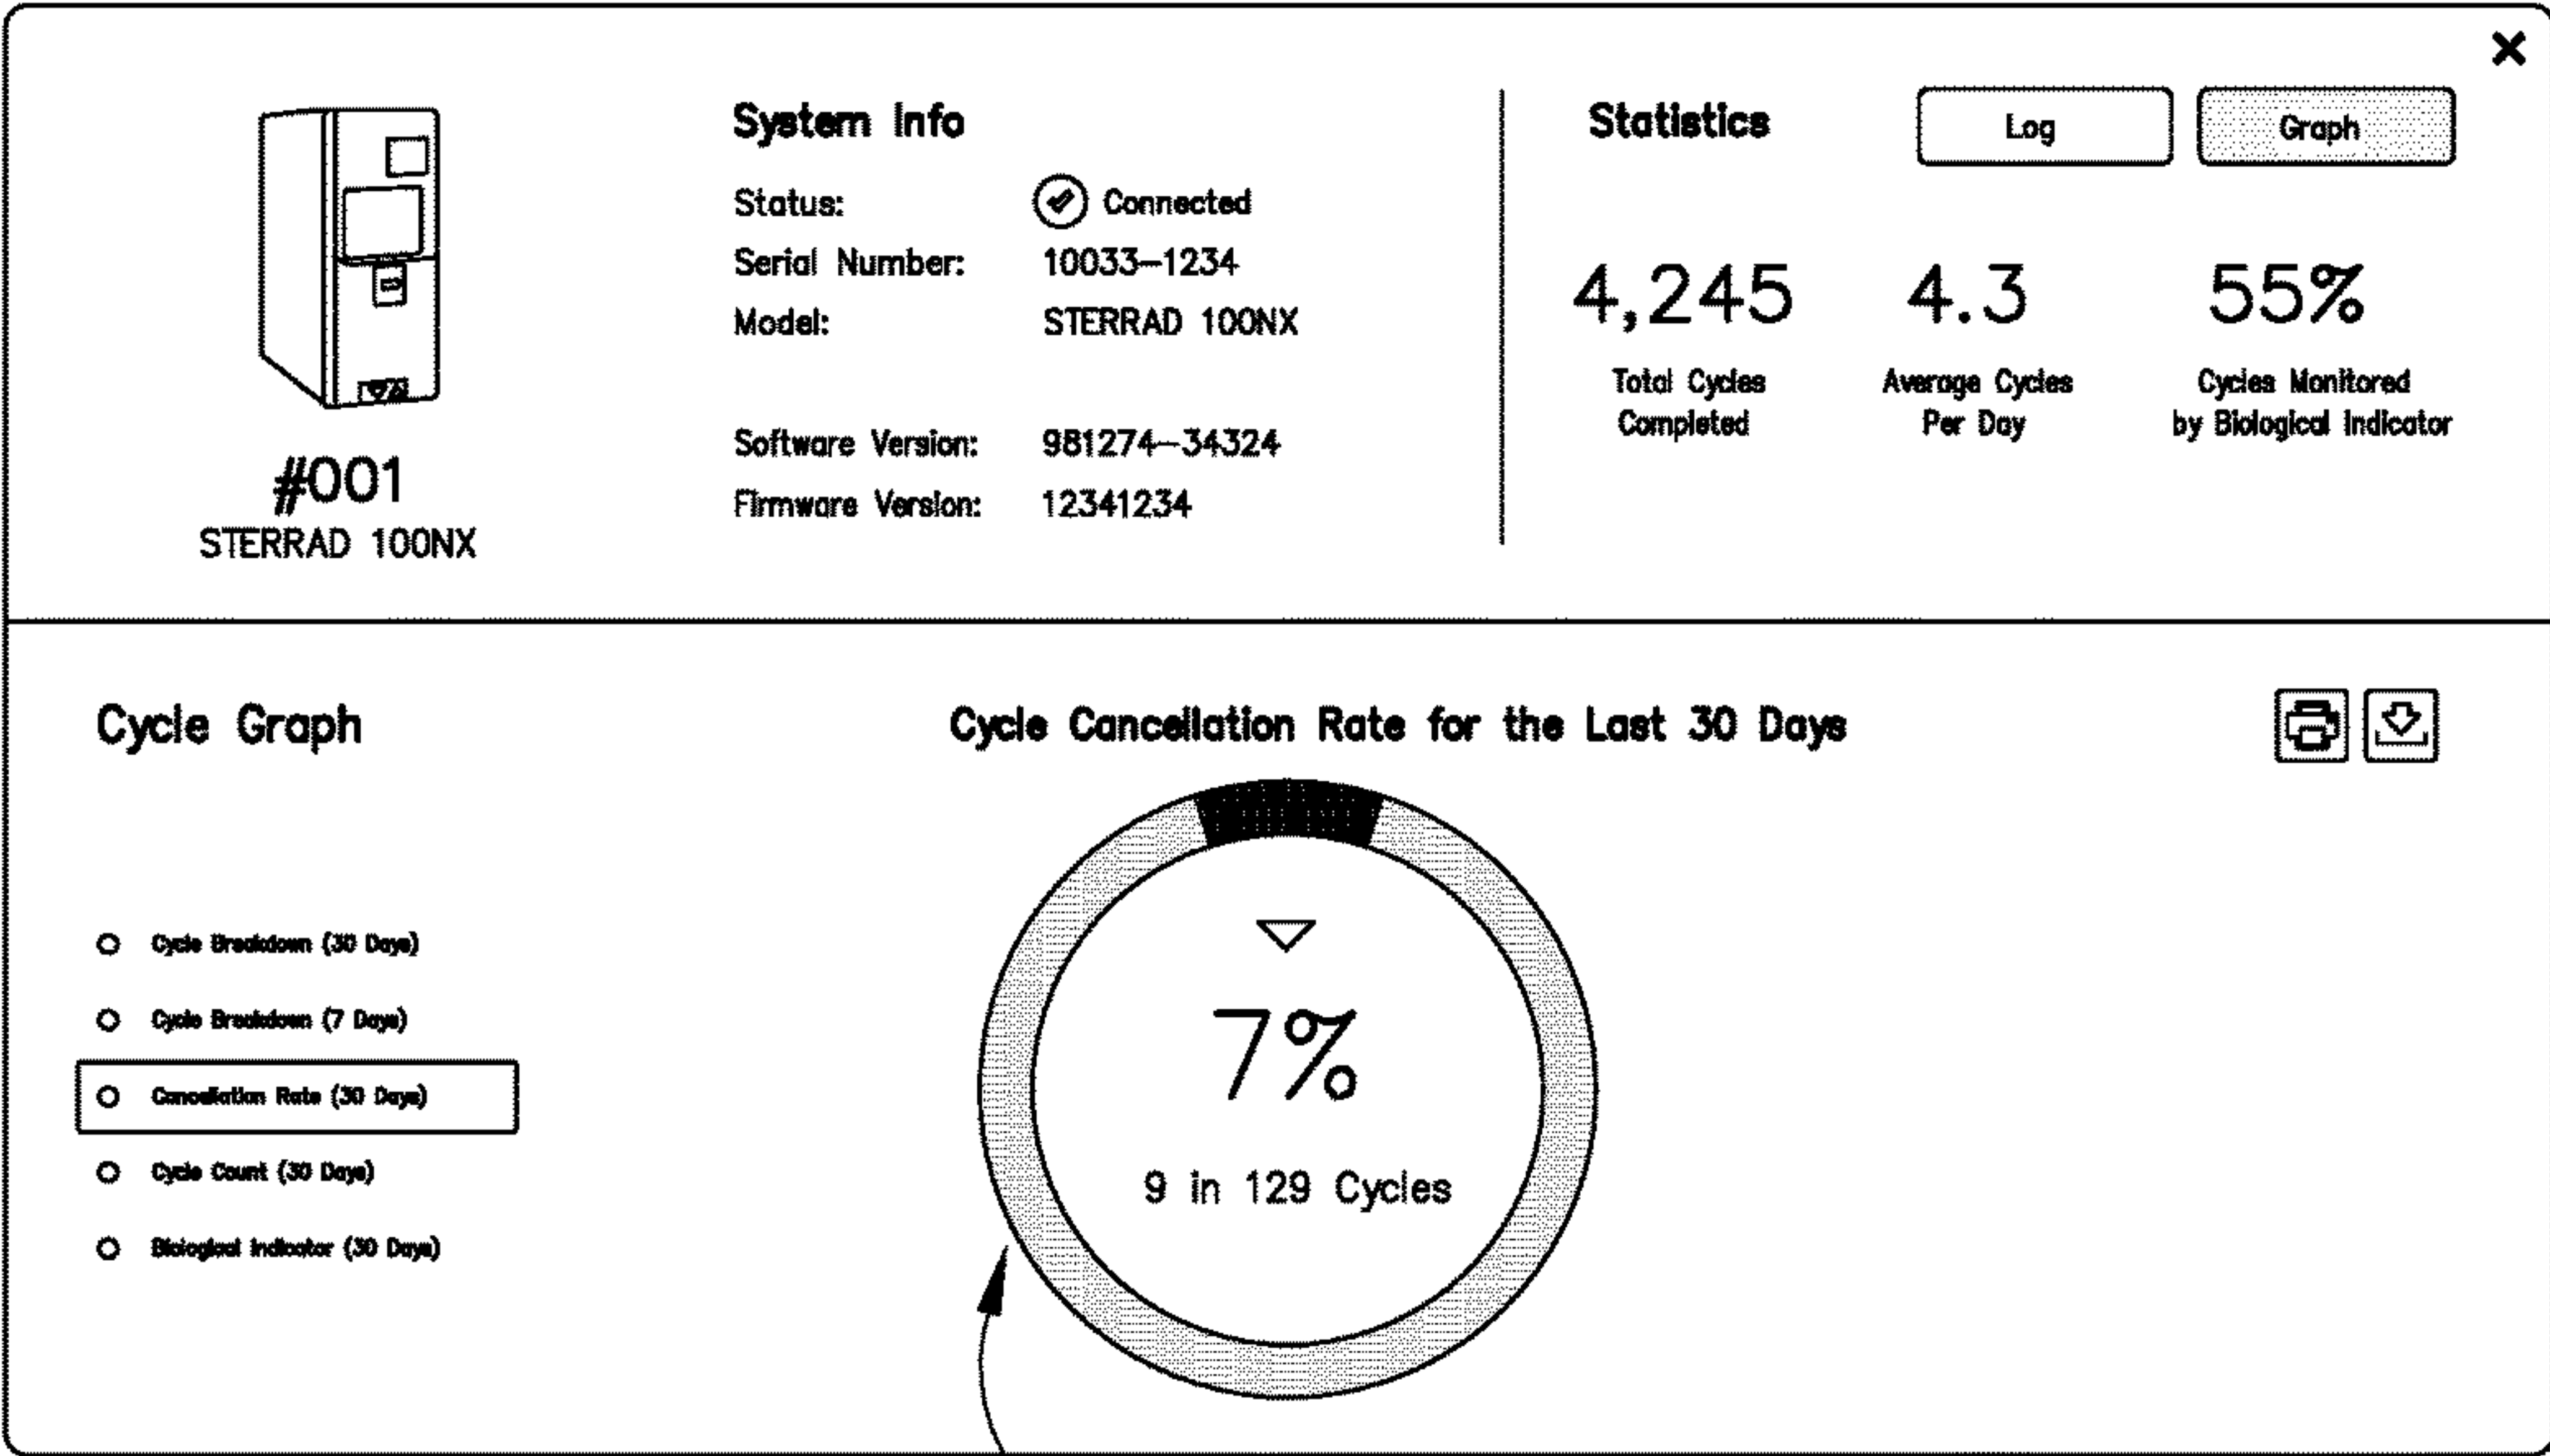 System Info
Status: Connected
Serial Number: 10033-1234
Model: STERRAD 100NX
Software Version: 981274-34324
Firmware Version: 12341234
#001
STERRAD 100NX
Statistics
Log
Graph
4,245
Total Cycles
Completed
4.3
Average Cycles
Per Day
55%
Cycles Monitored
by Biological Indicator
Cycle Graph
Cycle Breakdown (30 Days)
Cycle Breakdown (7 Days)
Cancellation Rate (30 Days)
Cycle Count (30 Days)
Biological Indicator (30 Days)
Cycle Cancellation Rate for the Last 30 Days
7%
9 in 129 Cycles